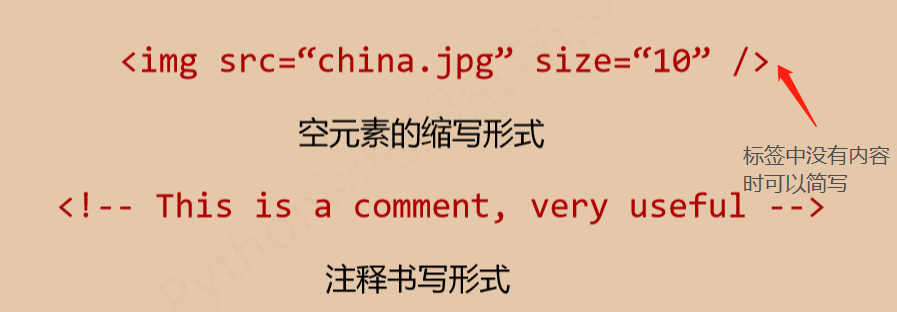 <img src=“china.jpg” size=“10” />
空元素的缩写形式
标签中没有内容
时可以简写
<!-- This is a comment, very useful -->
注释书写形式